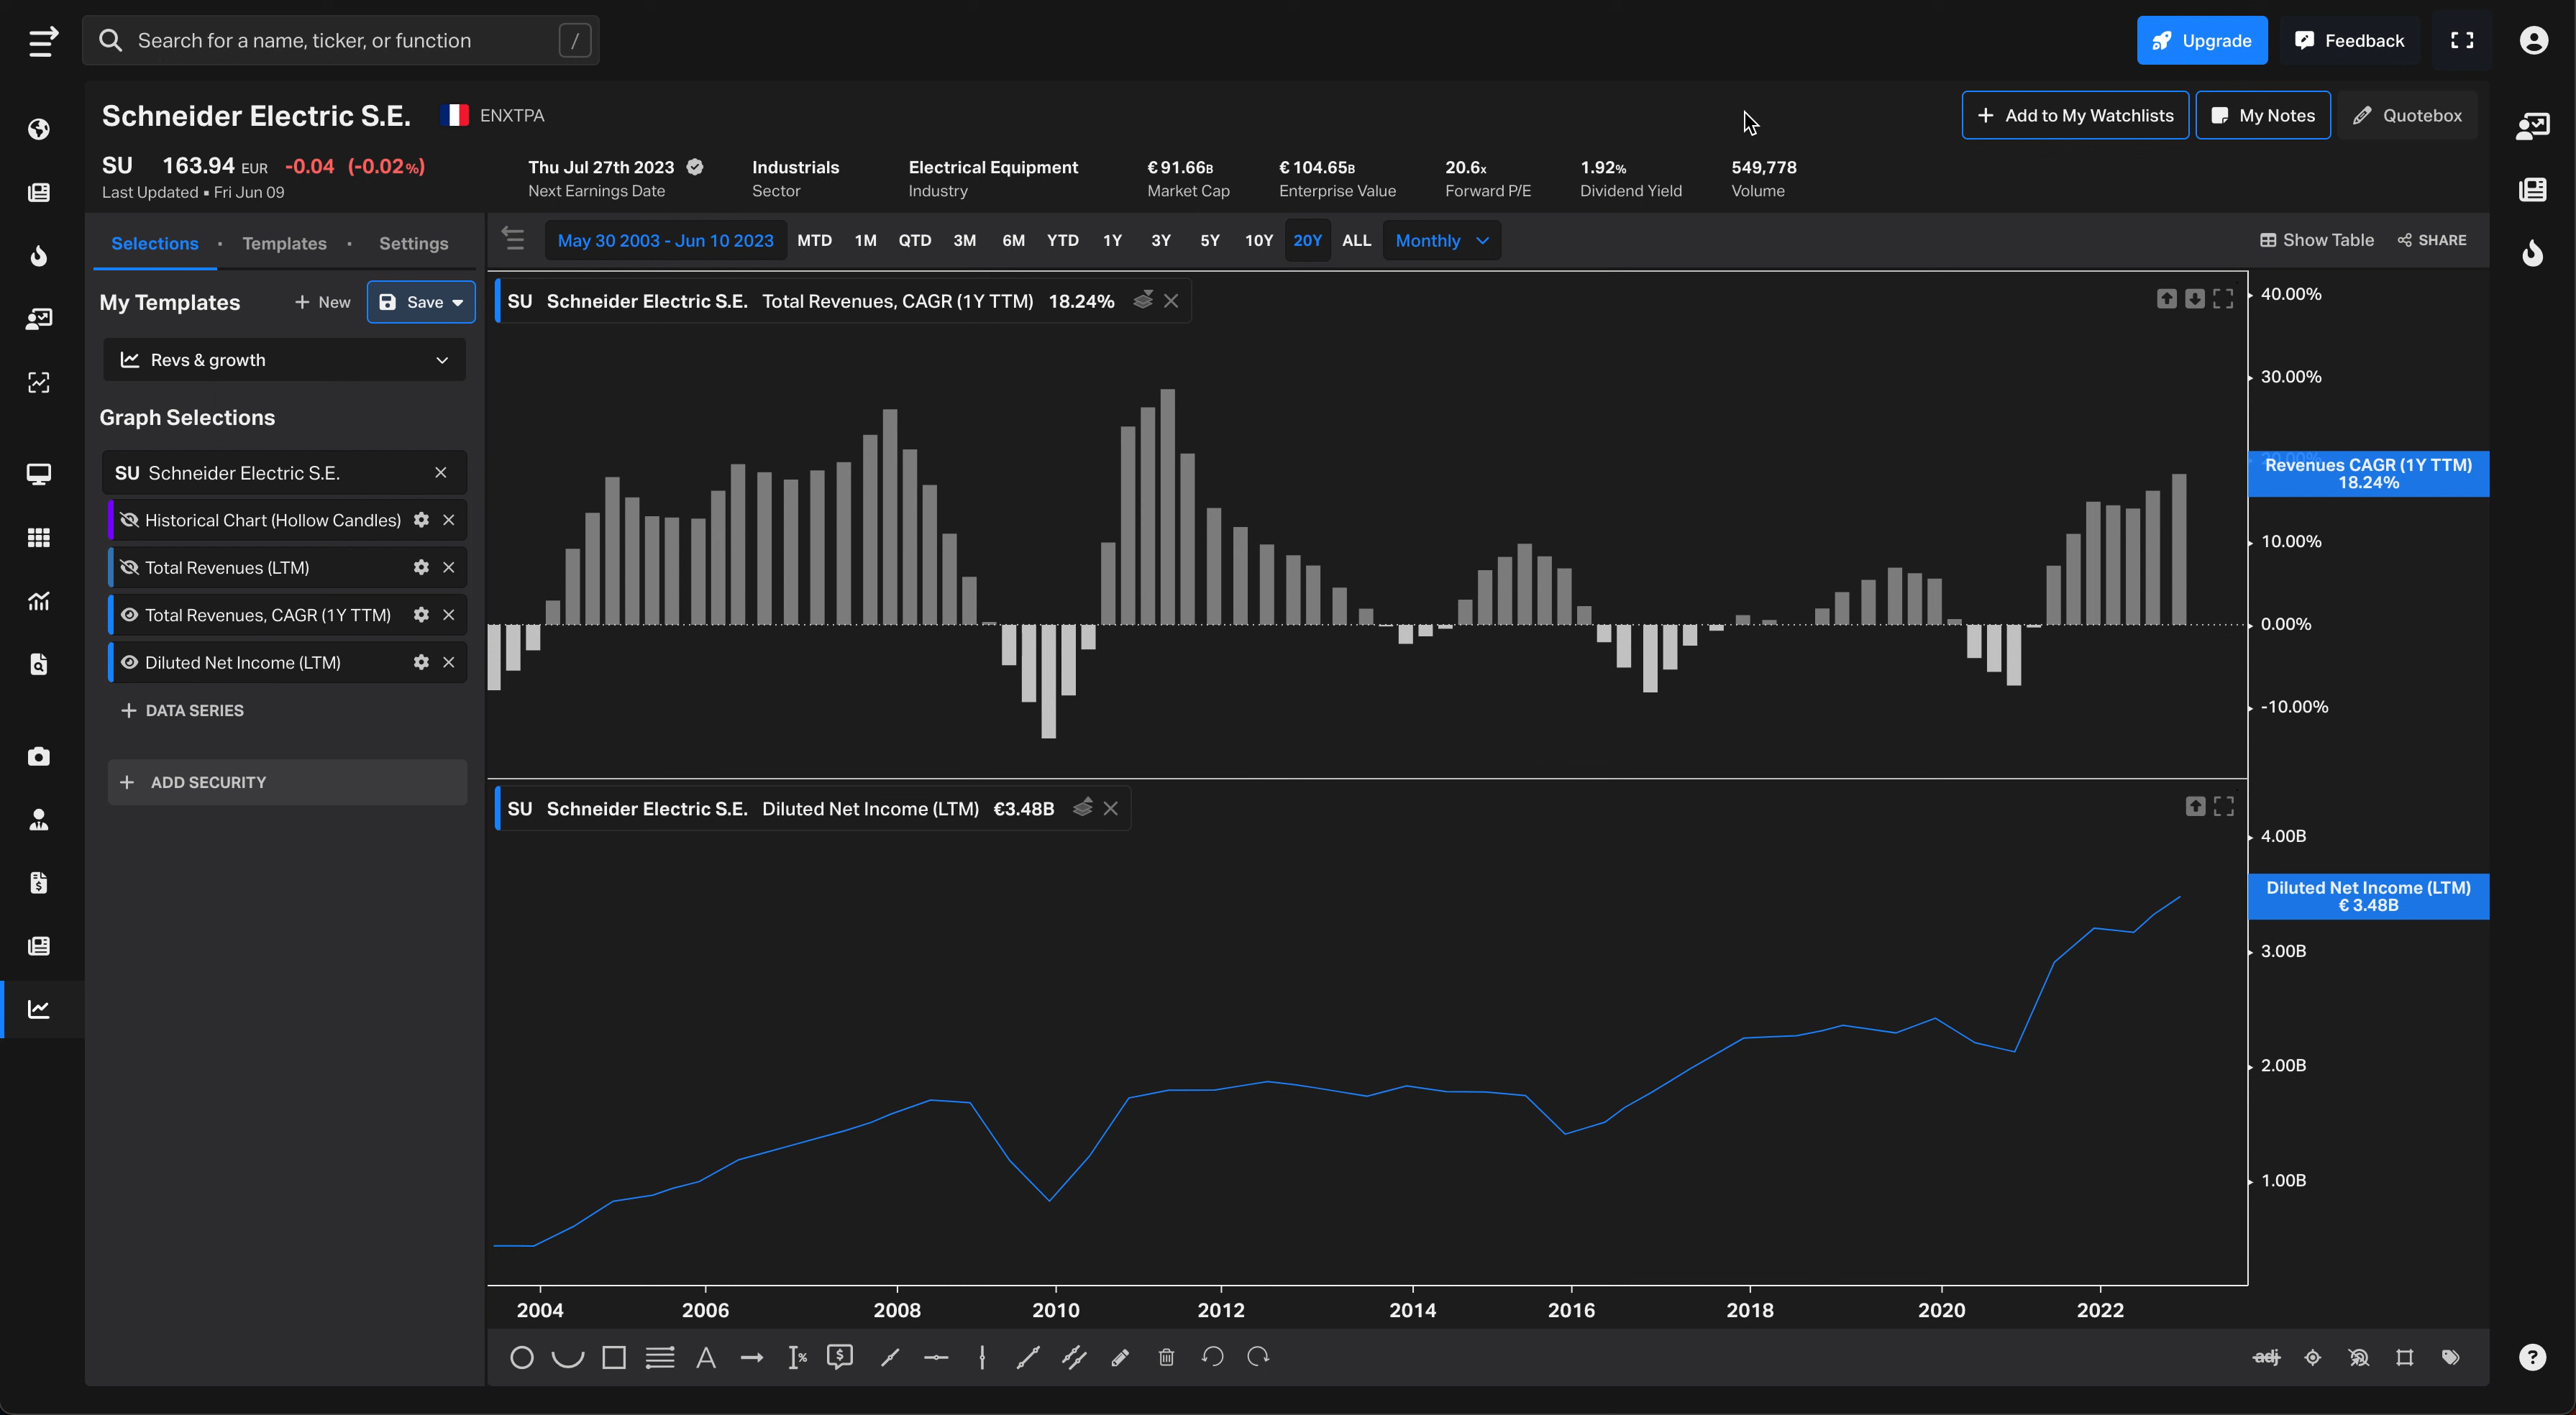 Search for a name, ticker, or function /
Upgrade
Feedback
Schneider Electric S.E. ENXTPA
+ Add to My Watchlists
My Notes
Quotebox
SU 163.94 EUR -0.04 (-0.02%)
Last Updated ▪ Fri Jun 09
Thu Jul 27th 2023
Next Earnings Date
Industrials
Sector
Electrical Equipment
Industry
€91.66B
Market Cap
€104.65B
Enterprise Value
20.6x
Forward P/E
1.92%
Dividend Yield
549,778
Volume
Selections · Templates · Settings
May 30 2003 - Jun 10 2023 MTD 1M QTD 3M 6M YTD 1Y 3Y 5Y 10Y 20Y ALL Monthly
Show Table
SHARE
My Templates
+ New
Save
Revs & growth
Graph Selections
SU Schneider Electric S.E.
Historical Chart (Hollow Candles)
Total Revenues (LTM)
Total Revenues, CAGR (1Y TTM)
Diluted Net Income (LTM)
+ DATA SERIES
+ ADD SECURITY
SU Schneider Electric S.E. Total Revenues, CAGR (1Y TTM) 18.24%
40.00%
30.00%
20.00%
Revenues CAGR (1Y TTM)
18.24%
10.00%
0.00%
-10.00%
SU Schneider Electric S.E. Diluted Net Income (LTM) €3.48B
4.00B
Diluted Net Income (LTM)
€ 3.48B
3.00B
2.00B
1.00B
2004 2006 2008 2010 2012 2014 2016 2018 2020 2022
A
%
$
adj
?